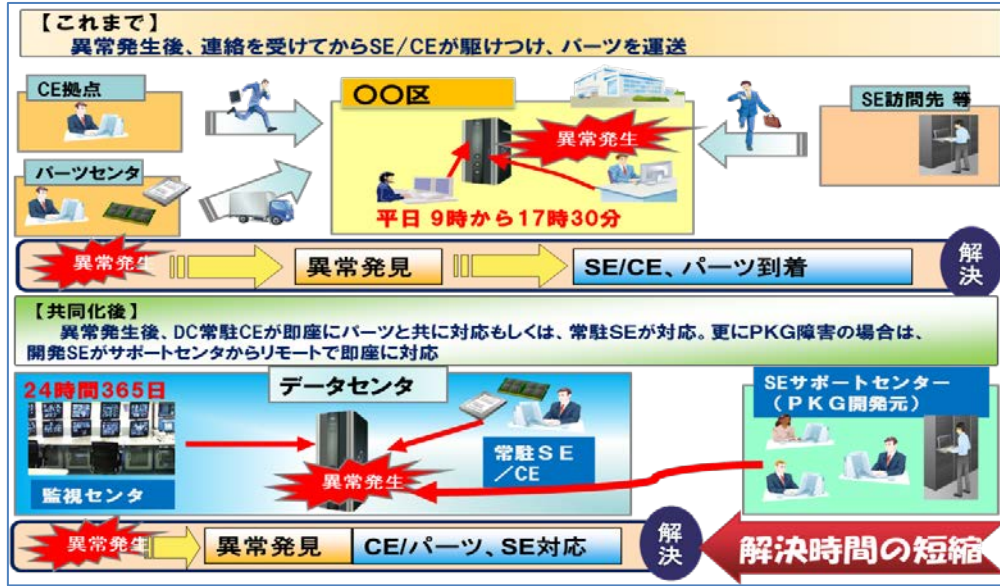 【これまで】
異常発生後、連絡を受けてからSE/CEが駆けつけ、パーツを運送
CE拠点
〇〇区
SE訪問先 等
異常発生
パーツセンタ
平日 9時から17時30分
異常発生
異常発見
SE/CE、パーツ到着
解決
【共同化後】
異常発生後、DC常駐CEが即座にパーツと共に対応もしくは、常駐SEが対応。更にPKG障害の場合は、
開発SEがサポートセンタからリモートで即座に対応
24時間365日
データセンタ
SEサポートセンター
（PKG開発元）
常駐SE
/CE
異常発生
監視センタ
異常発生
異常発見
CE/パーツ、SE対応
解決
解決時間の短縮